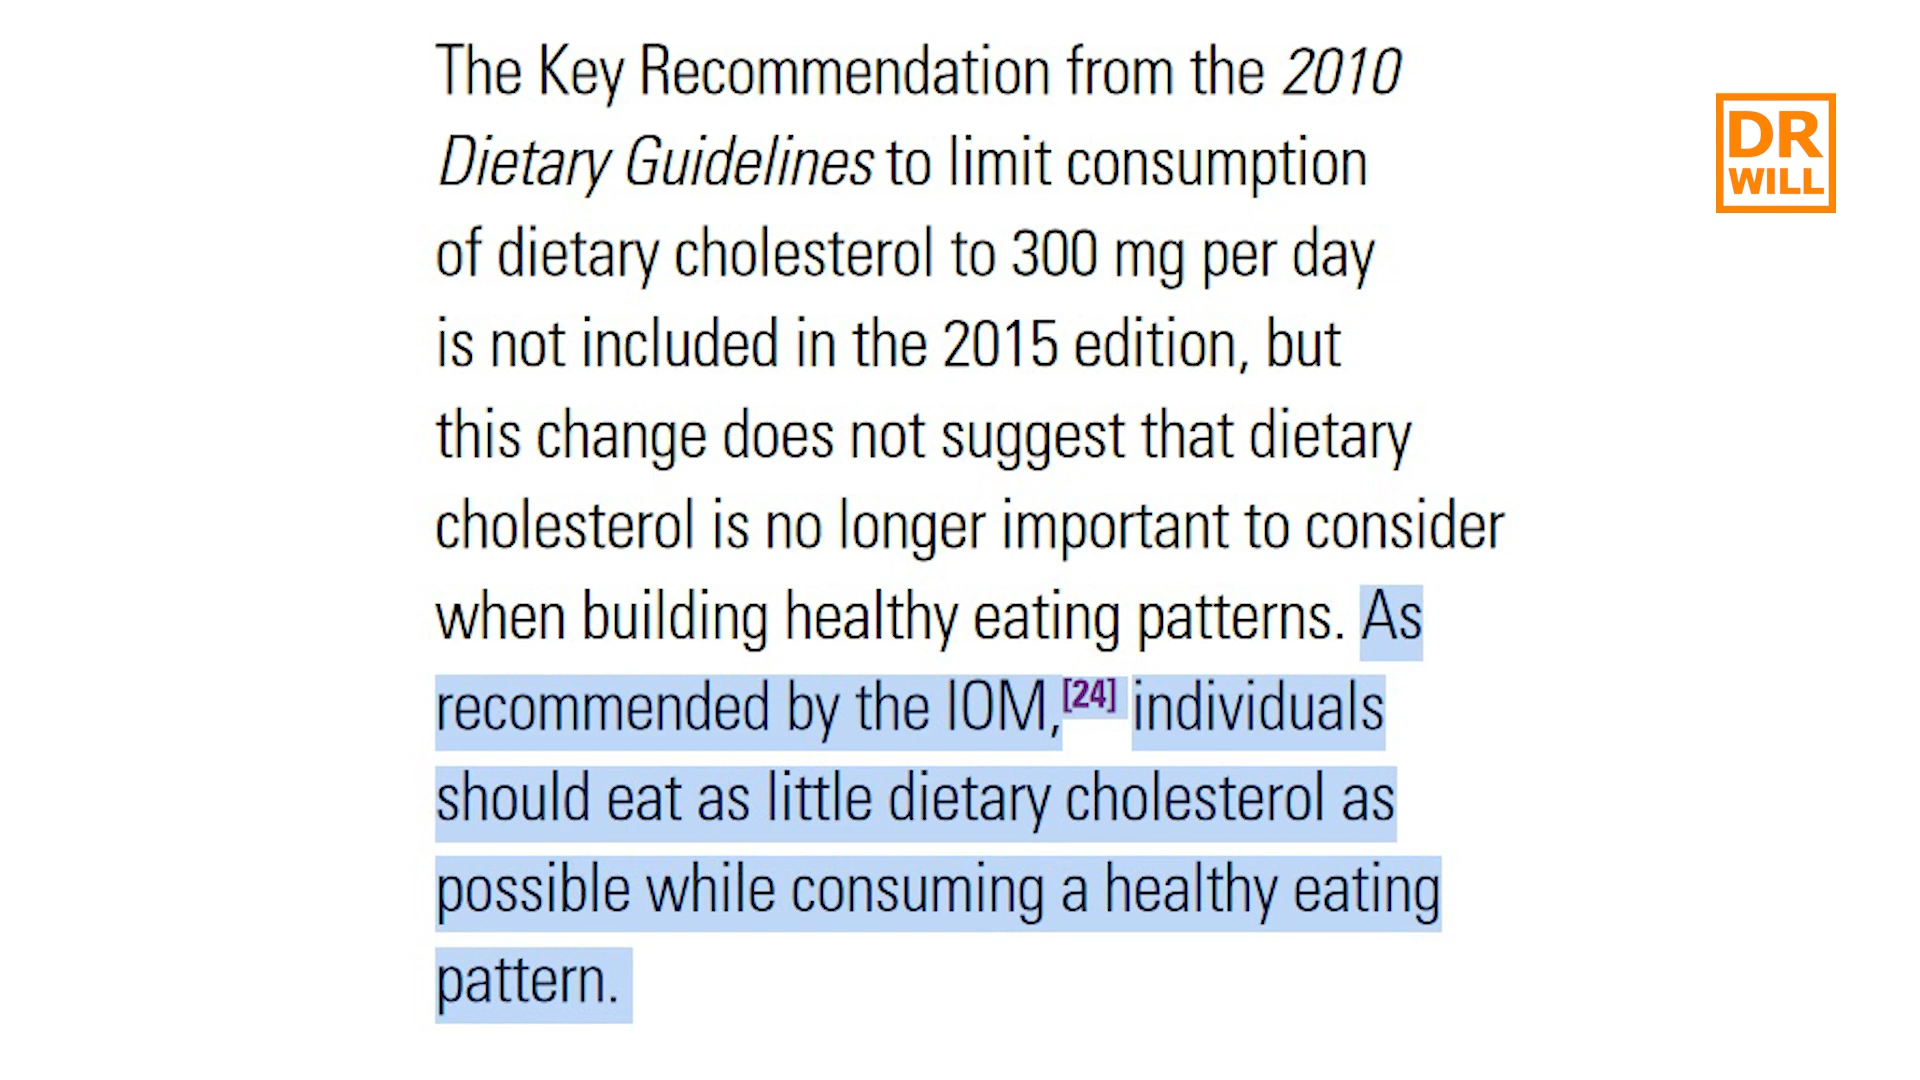 The Key Recommendation from the 2010
Dietary Guidelines to limit consumption
of dietary cholesterol to 300 mg per day
is not included in the 2015 edition, but
this change does not suggest that dietary
cholesterol is no longer important to consider
when building healthy eating patterns. As
recommended by the IOM,[24] individuals
should eat as little dietary cholesterol as
possible while consuming a healthy eating
pattern.
DR
WILL